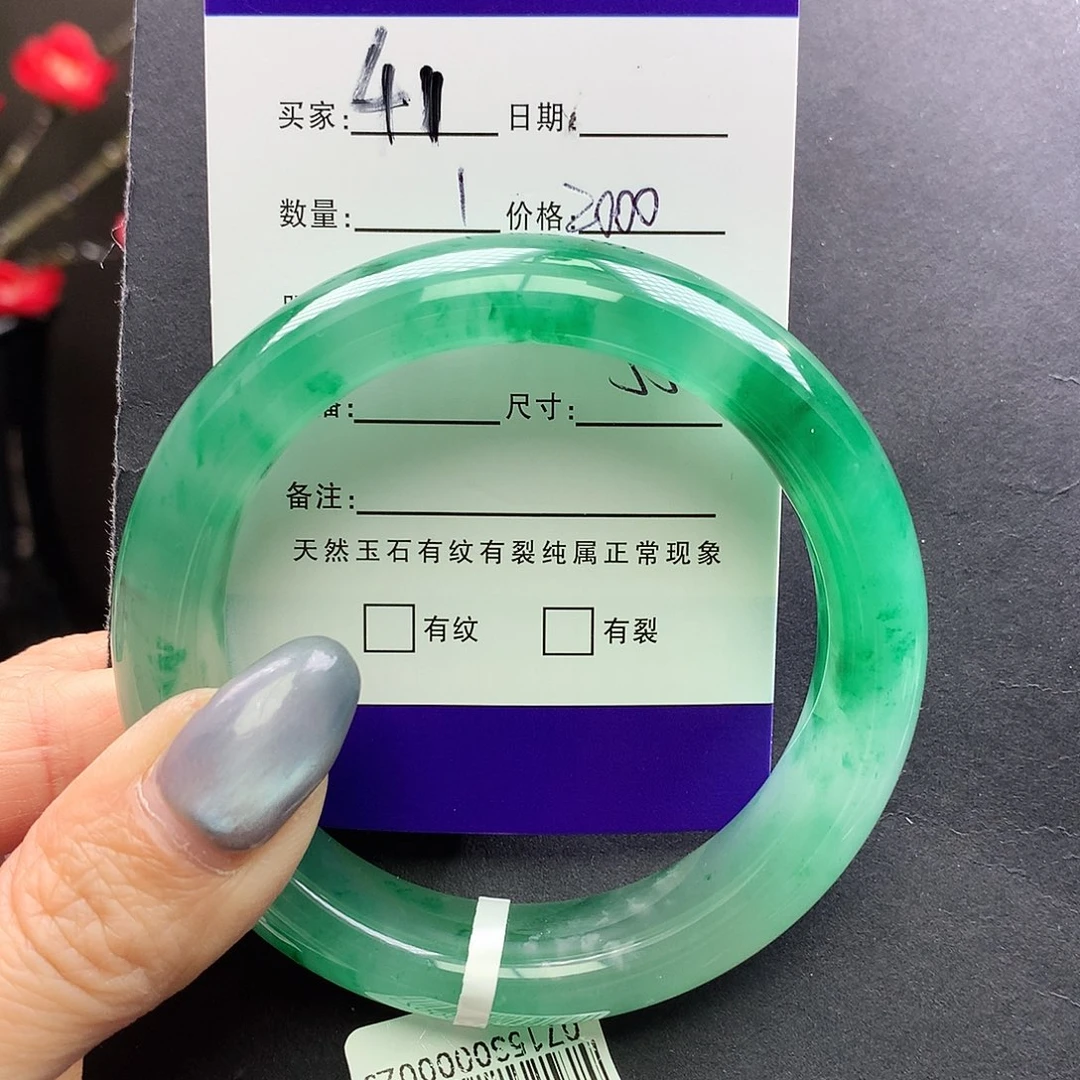 买家: 41 日期:
数量: 1 价格: 2000
尺寸:
备注:
天然玉石有纹有裂纯属正常现象
□有纹 □有裂